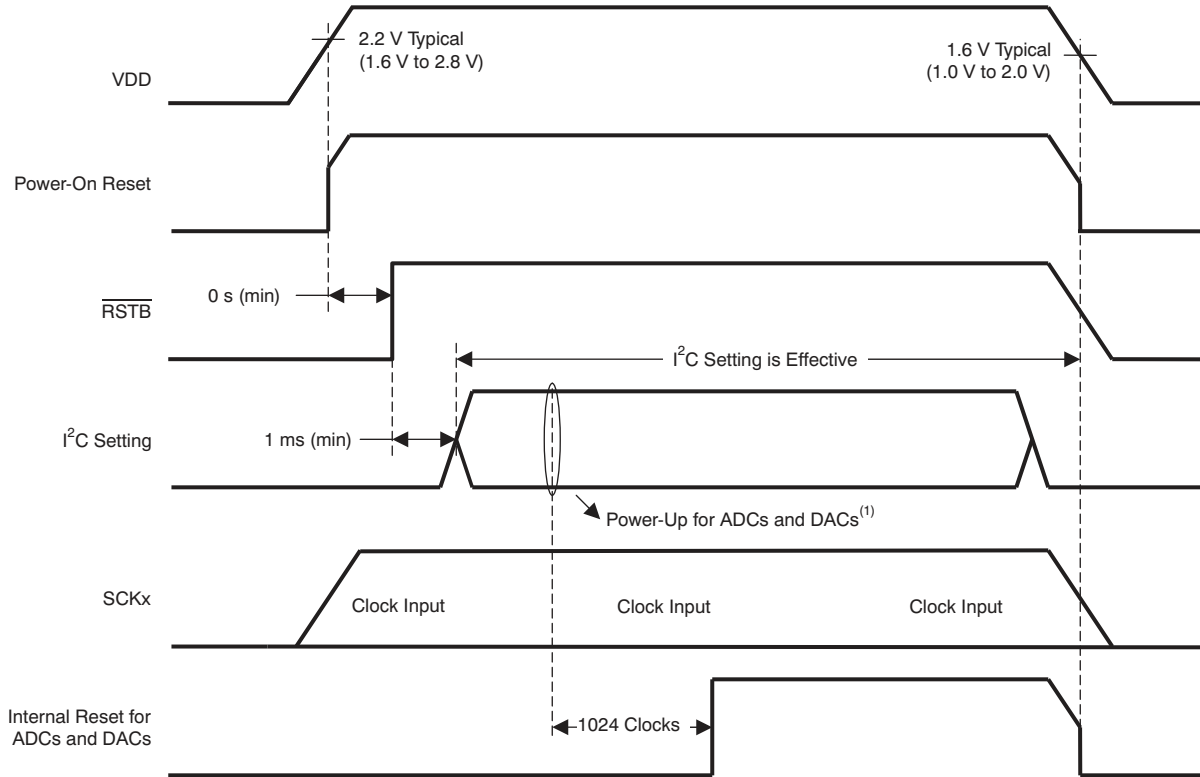 2.2 V Typical
(1.6 V to 2.8 V)
1.6 V Typical
(1.0 V to 2.0 V)
VDD
Power-On Reset
0 s (min)
RSTB
I²C Setting is Effective
I²C Setting
1 ms (min)
Power-Up for ADCs and DACs⁽¹⁾
SCKx
Clock Input
Clock Input
Clock Input
Internal Reset for
ADCs and DACs
1024 Clocks